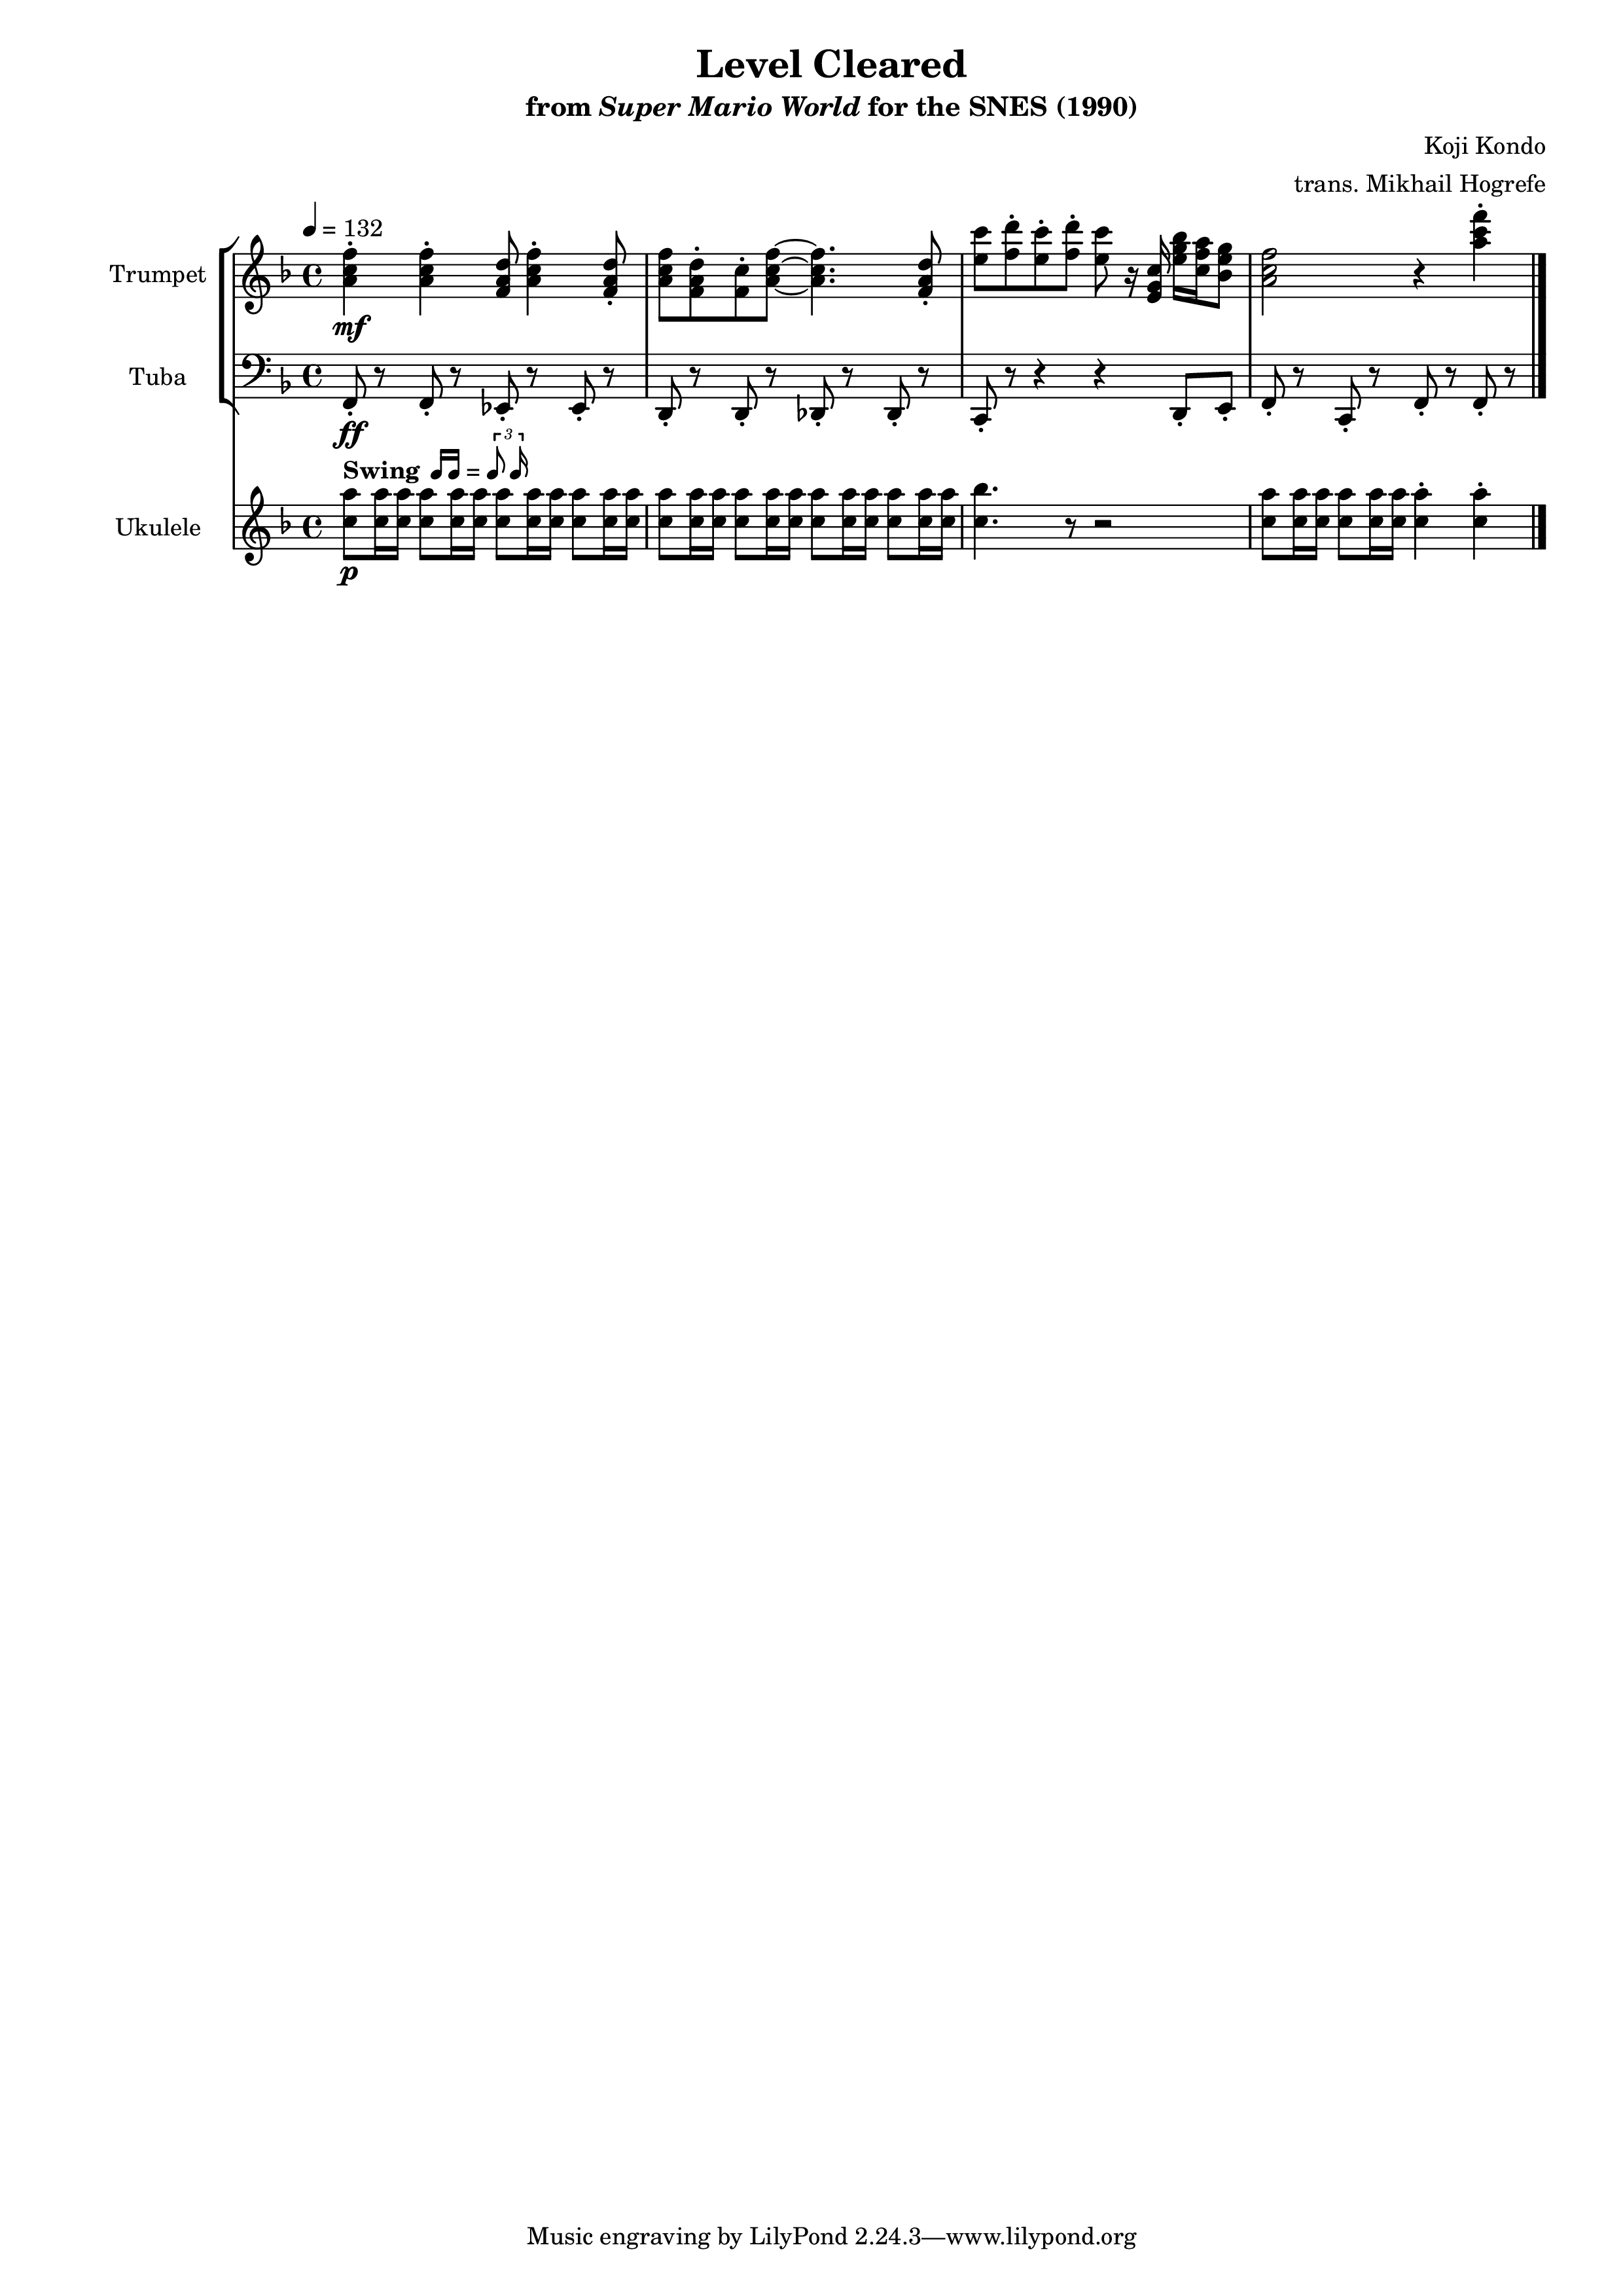 Level Cleared
from Super Mario World for the SNES (1990)
Koji Kondo
trans. Mikhail Hogrefe
♩ = 132
Trumpet
mf
Tuba
ff
Swing = 3
Ukulele
p
Music engraving by LilyPond 2.24.3—www.lilypond.org